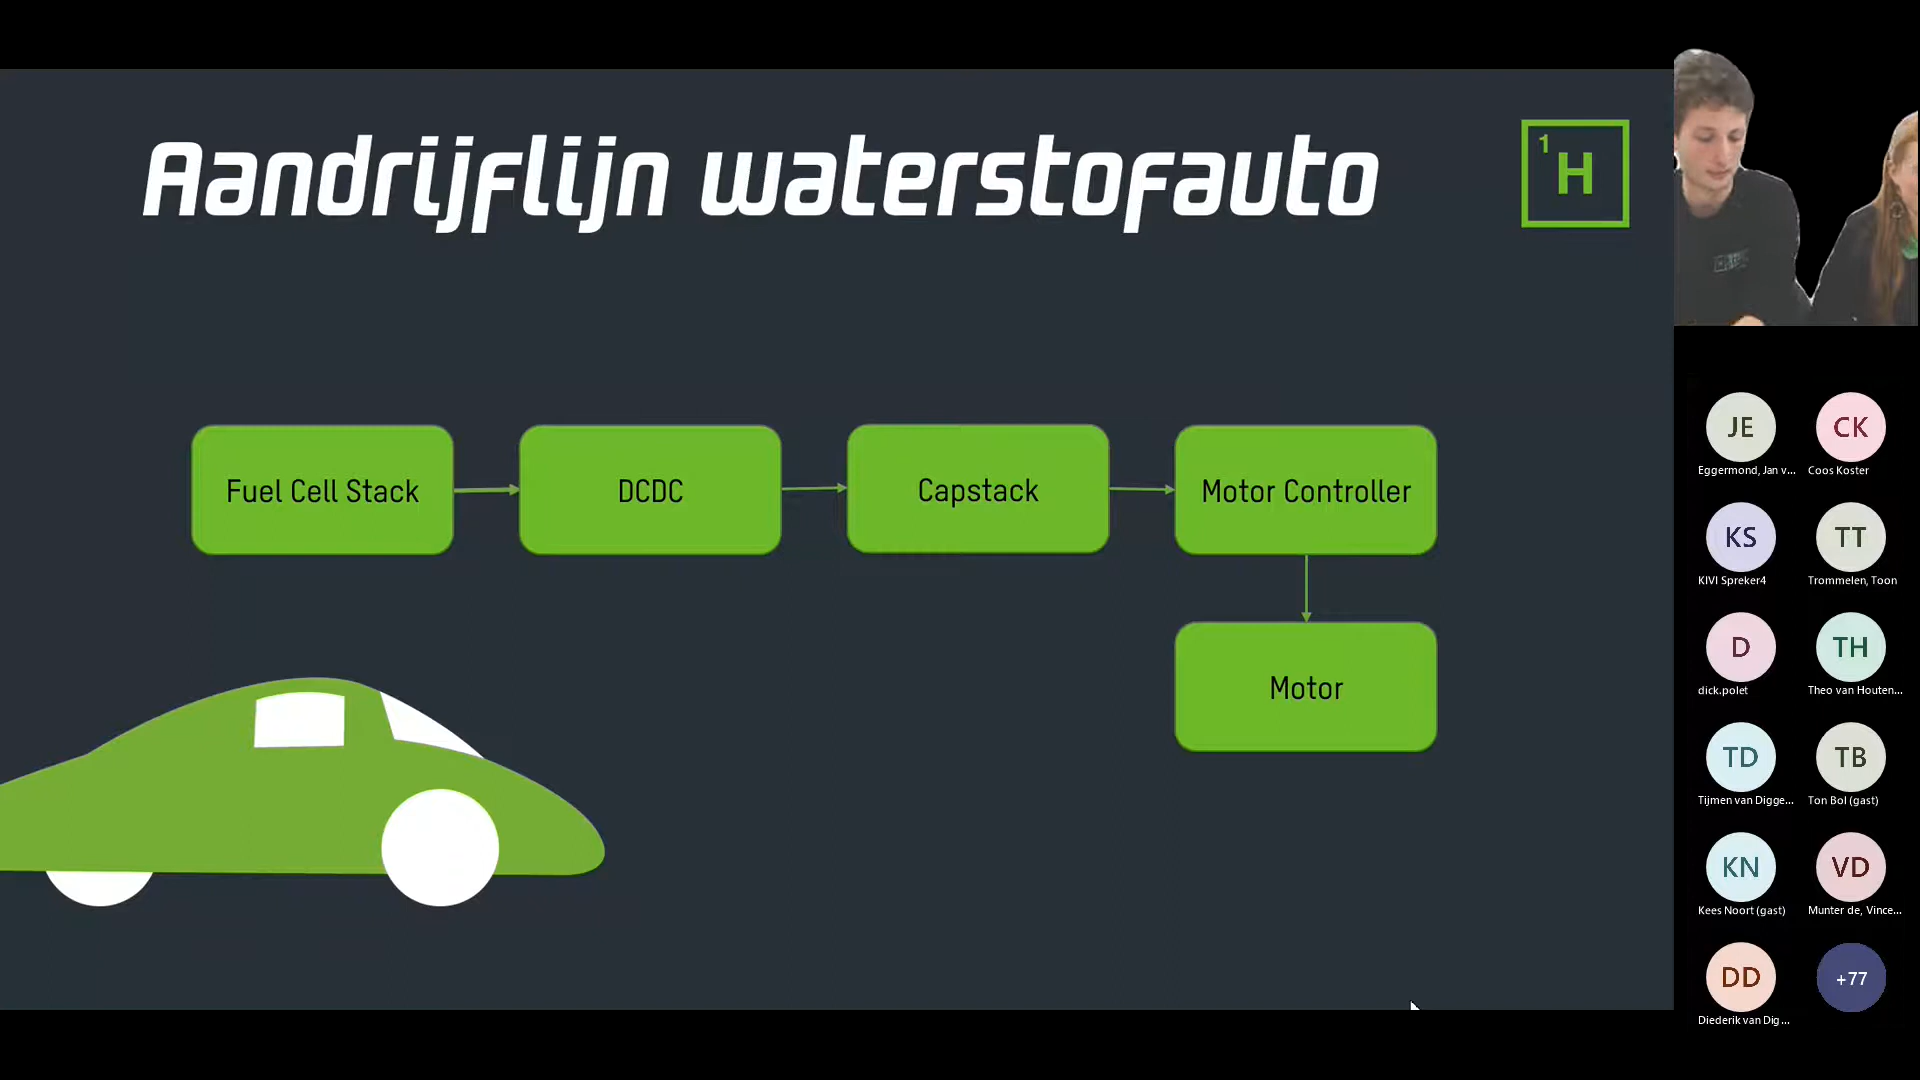 Aandrijflijn waterstofauto
1
H
Fuel Cell Stack
DCDC
Capstack
Motor Controller
Motor
JE
CK
Eggermond, Jan v...
Coos Koster
KS
TT
KIVI Spreker4
Trommelen, Toon
D
TH
dick.polet
Theo van Houten...
TD
TB
Tijmen van Digge...
Ton Bol (gast)
KN
VD
Kees Noort (gast)
Munter de, Vince...
DD
+77
Diederik van Dig...